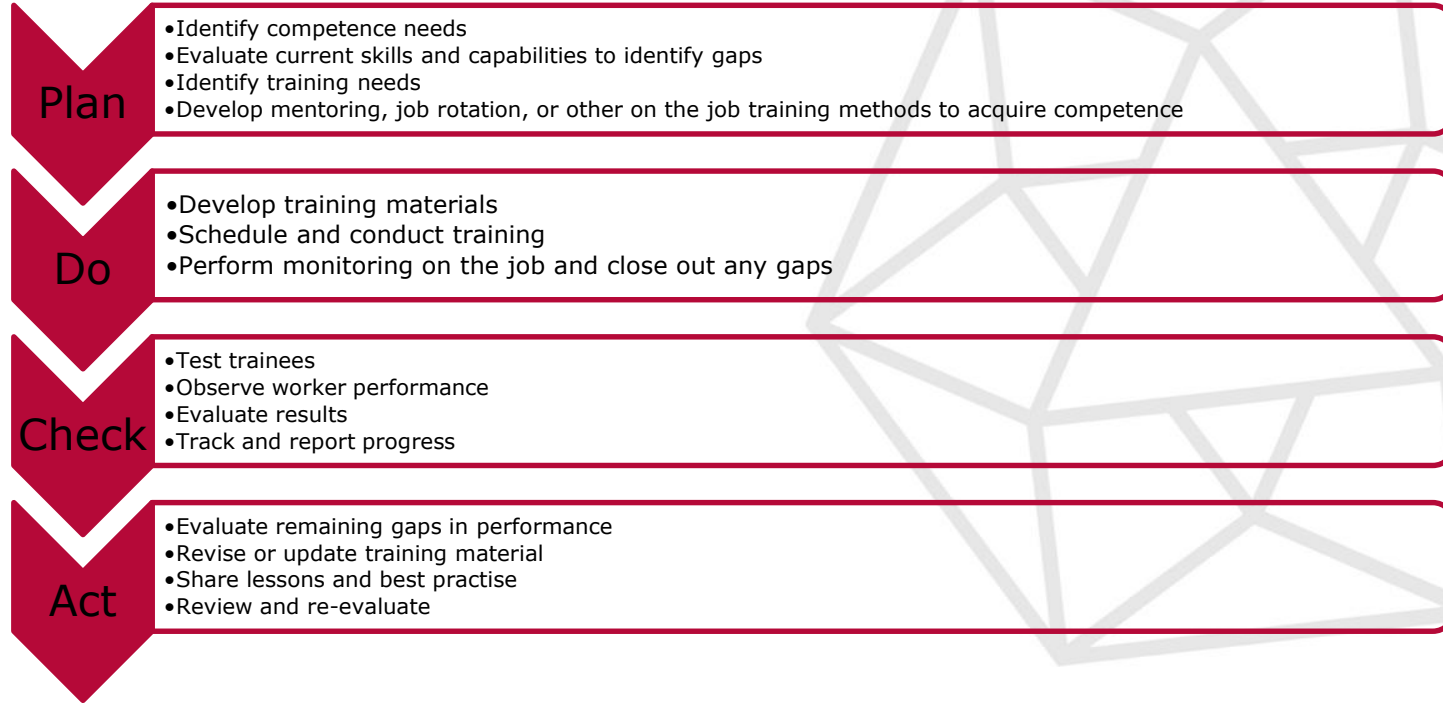 Plan
•Identify competence needs
•Evaluate current skills and capabilities to identify gaps
•Identify training needs
•Develop mentoring, job rotation, or other on the job training methods to acquire competence
Do
•Develop training materials
•Schedule and conduct training
•Perform monitoring on the job and close out any gaps
Check
•Test trainees
•Observe worker performance
•Evaluate results
•Track and report progress
Act
•Evaluate remaining gaps in performance
•Revise or update training material
•Share lessons and best practise
•Review and re-evaluate